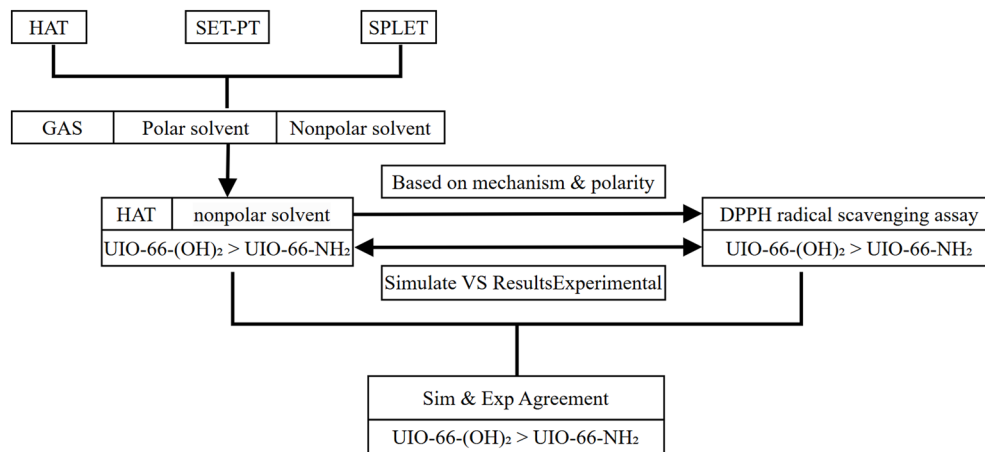 HAT
SET-PT
SPLET
GAS
Polar solvent
Nonpolar solvent
Based on mechanism & polarity
HAT
nonpolar solvent
DPPH radical scavenging assay
UIO-66-(OH)₂ > UIO-66-NH₂
UIO-66-(OH)₂ > UIO-66-NH₂
Simulate VS ResultsExperimental
Sim & Exp Agreement
UIO-66-(OH)₂ > UIO-66-NH₂